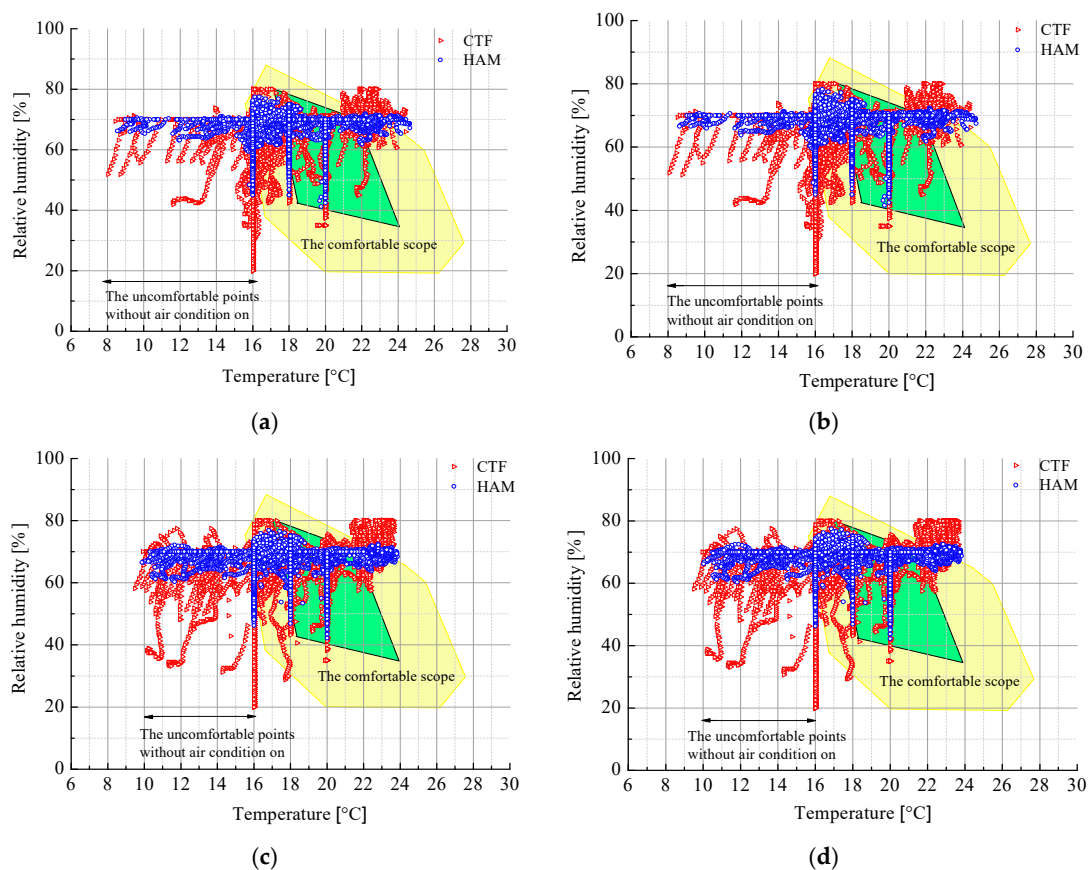 100
80
60
40
20
0
Relative humidity [%]
CTF
HAM
The comfortable scope
The uncomfortable points
without air condition on
6 8 10 12 14 16 18 20 22 24 26 28 30
Temperature [°C]
(a)
100
80
60
40
20
0
Relative humidity [%]
CTF
HAM
The comfortable scope
The uncomfortable points
without air condition on
6 8 10 12 14 16 18 20 22 24 26 28 30
Temperature [°C]
(b)
100
80
60
40
20
0
Relative humidity [%]
CTF
HAM
The comfortable scope
The uncomfortable points
without air condition on
6 8 10 12 14 16 18 20 22 24 26 28 30
Temperature [°C]
(c)
100
80
60
40
20
0
Relative humidity [%]
CTF
HAM
The comfortable scope
The uncomfortable points
without air condition on
6 8 10 12 14 16 18 20 22 24 26 28 30
Temperature [°C]
(d)